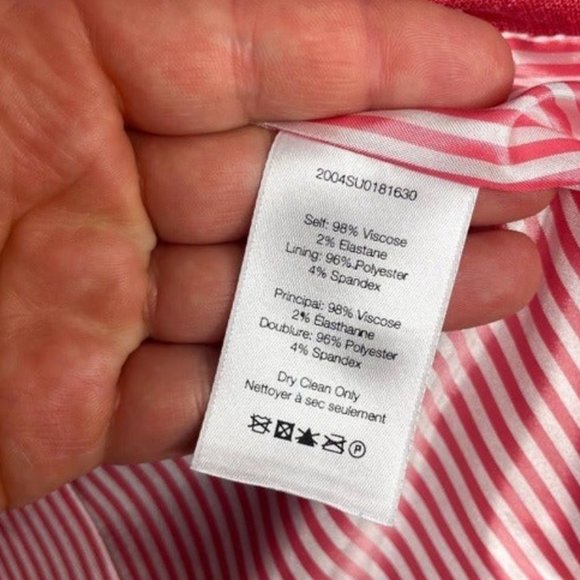 2004SU0181630
Self: 98% Viscose
2% Elastane
Lining: 96% Polyester
4% Spandex
Principal: 98% Viscose
2% Élasthanne
Doublure: 96% Polyester
4% Spandex
Dry Clean Only
Nettoyer à sec seulement
P